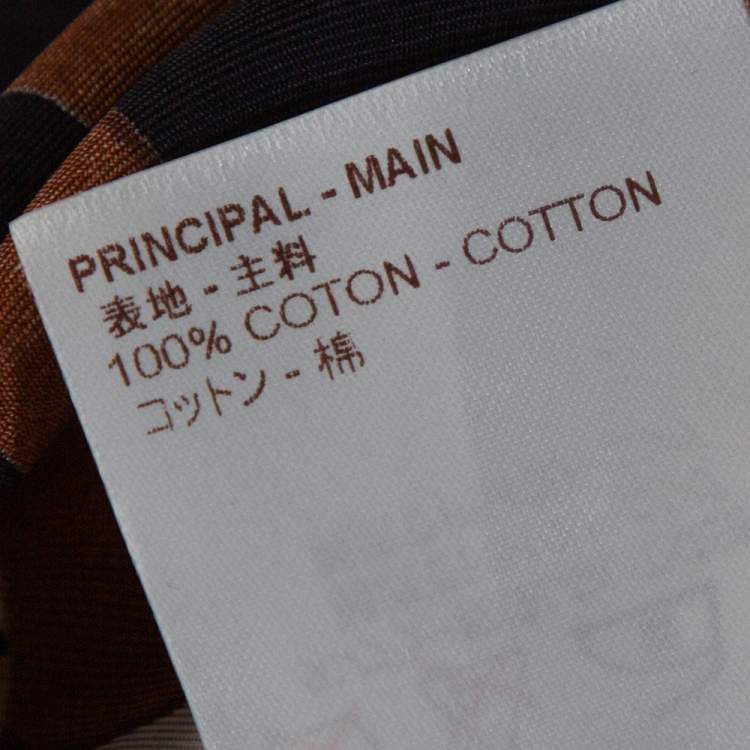 PRINCIPAL - MAIN
表地 - 主料
100% COTON - COTTON
コットン - 棉